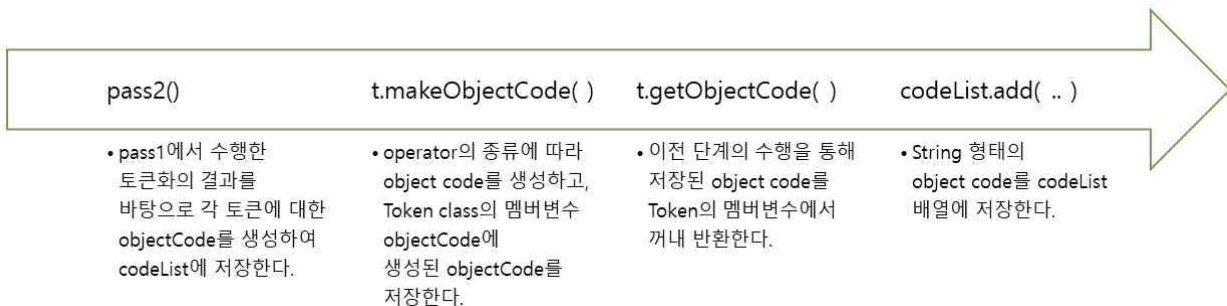 pass2()
t.makeObjectCode( )
t.getObjectCode( )
codeList.add( .. )
• pass1에서 수행한
토큰화의 결과를
바탕으로 각 토큰에 대한
objectCode를 생성하여
codeList에 저장한다.
• operator의 종류에 따라
object code를 생성하고,
Token class의 멤버변수
objectCode에
생성된 objectCode를
저장한다.
• 이전 단계의 수행을 통해
저장된 object code를
Token의 멤버변수에서
꺼내 반환한다.
• String 형태의
object code를 codeList
배열에 저장한다.